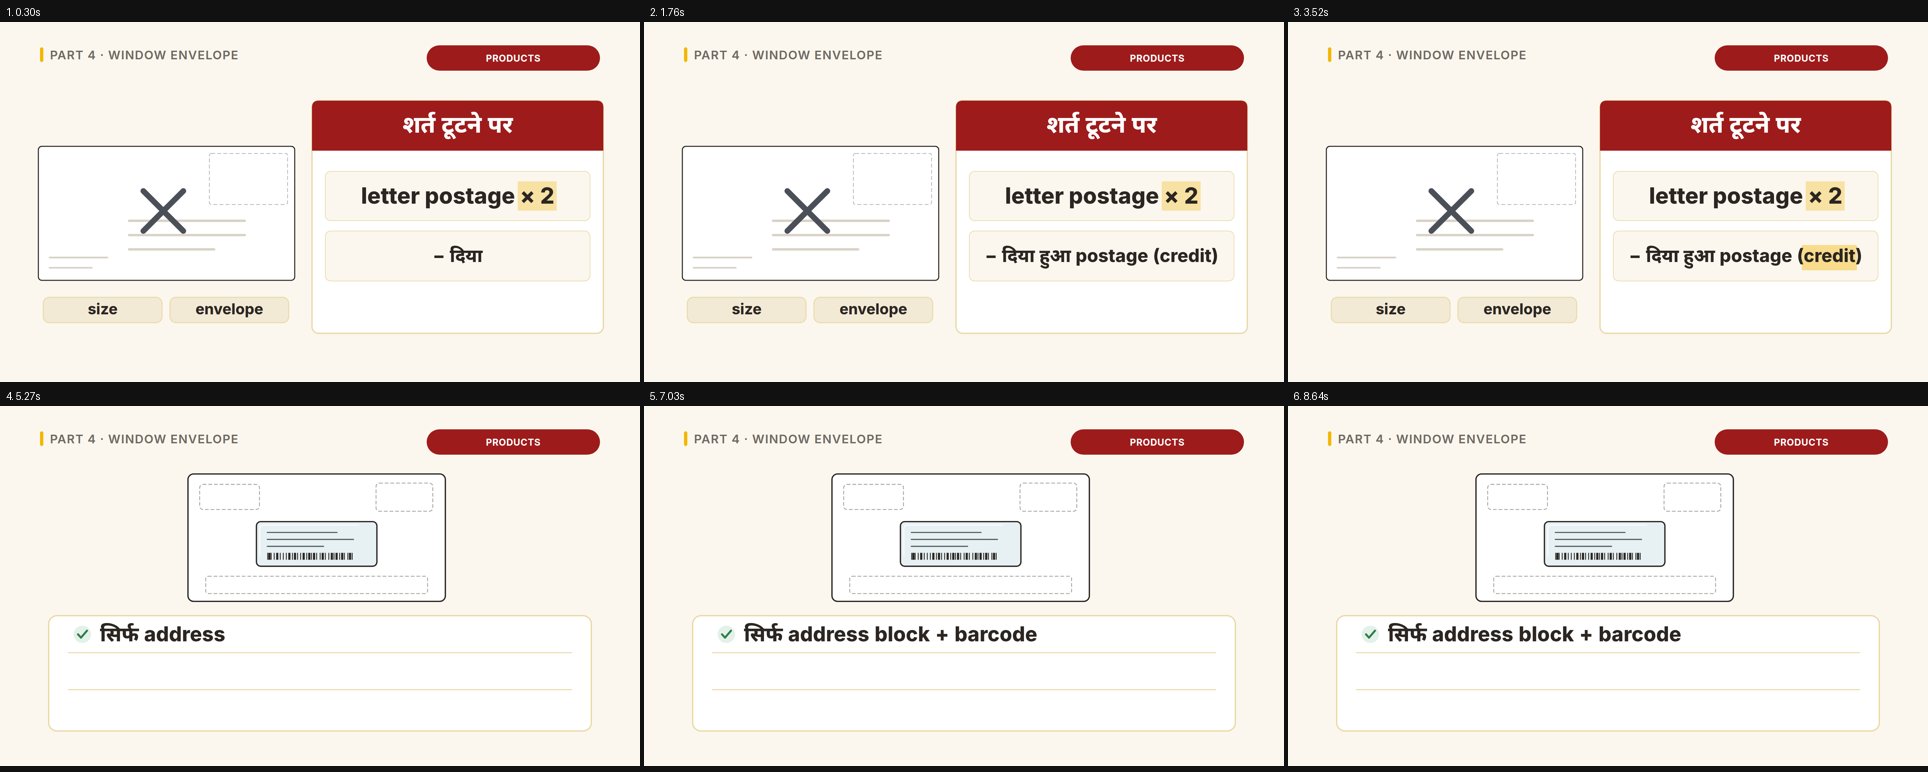 1. 0.30s
PART 4 · WINDOW ENVELOPE
PRODUCTS
शर्त टूटने पर
letter postage × 2
– दिया
size
envelope
2. 1.76s
PART 4 · WINDOW ENVELOPE
PRODUCTS
शर्त टूटने पर
letter postage × 2
– दिया हुआ postage (credit)
size
envelope
3. 3.52s
PART 4 · WINDOW ENVELOPE
PRODUCTS
शर्त टूटने पर
letter postage × 2
– दिया हुआ postage (credit)
size
envelope
4. 5.27s
PART 4 · WINDOW ENVELOPE
PRODUCTS
सिर्फ address
5. 7.03s
PART 4 · WINDOW ENVELOPE
PRODUCTS
सिर्फ address block + barcode
6. 8.64s
PART 4 · WINDOW ENVELOPE
PRODUCTS
सिर्फ address block + barcode